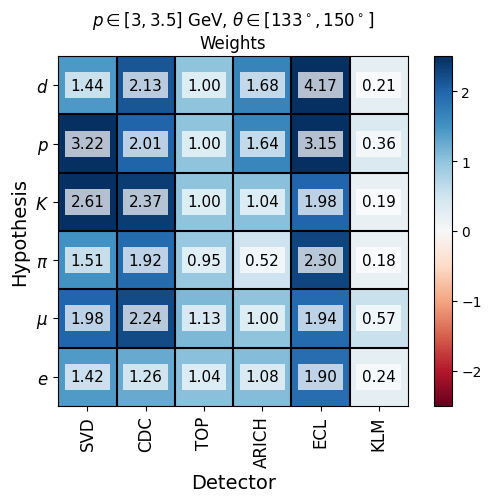 p ∈ [3, 3.5] GeV, θ ∈ [133°, 150°]
Weights
d 1.44 2.13 1.00 1.68 4.17 0.21
p 3.22 2.01 1.00 1.64 3.15 0.36
K 2.61 2.37 1.00 1.04 1.98 0.19
π 1.51 1.92 0.95 0.52 2.30 0.18
μ 1.98 2.24 1.13 1.00 1.94 0.57
e 1.42 1.26 1.04 1.08 1.90 0.24
SVD CDC TOP ARICH ECL KLM
Detector
Hypothesis
2
1
0
−1
−2